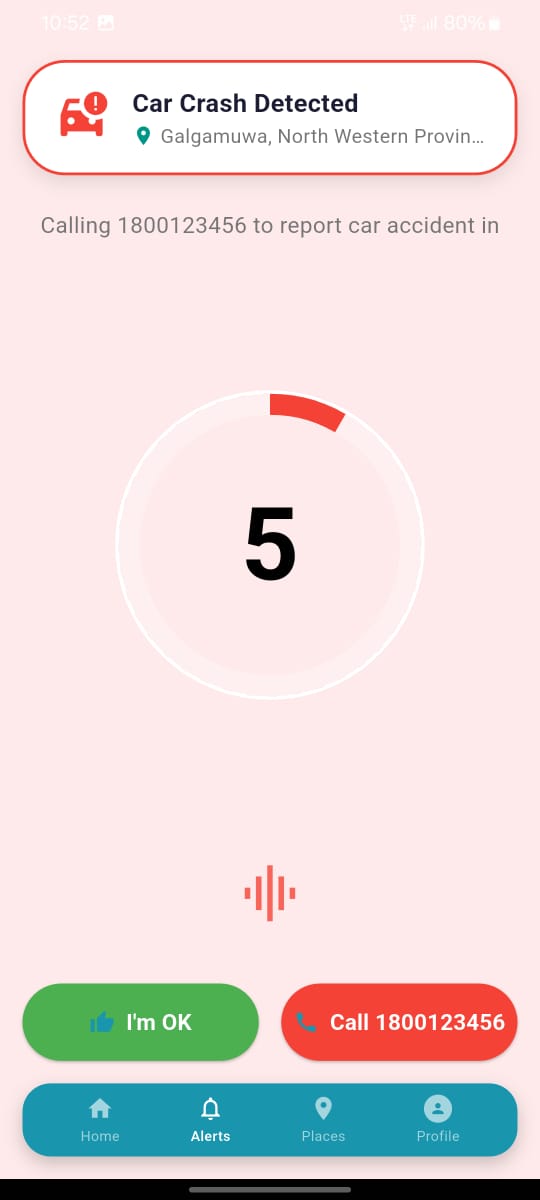 10:52
LTE 80%
Car Crash Detected
Galgamuwa, North Western Provin...
Calling 1800123456 to report car accident in
5
I'm OK
Call 1800123456
Home
Alerts
Places
Profile